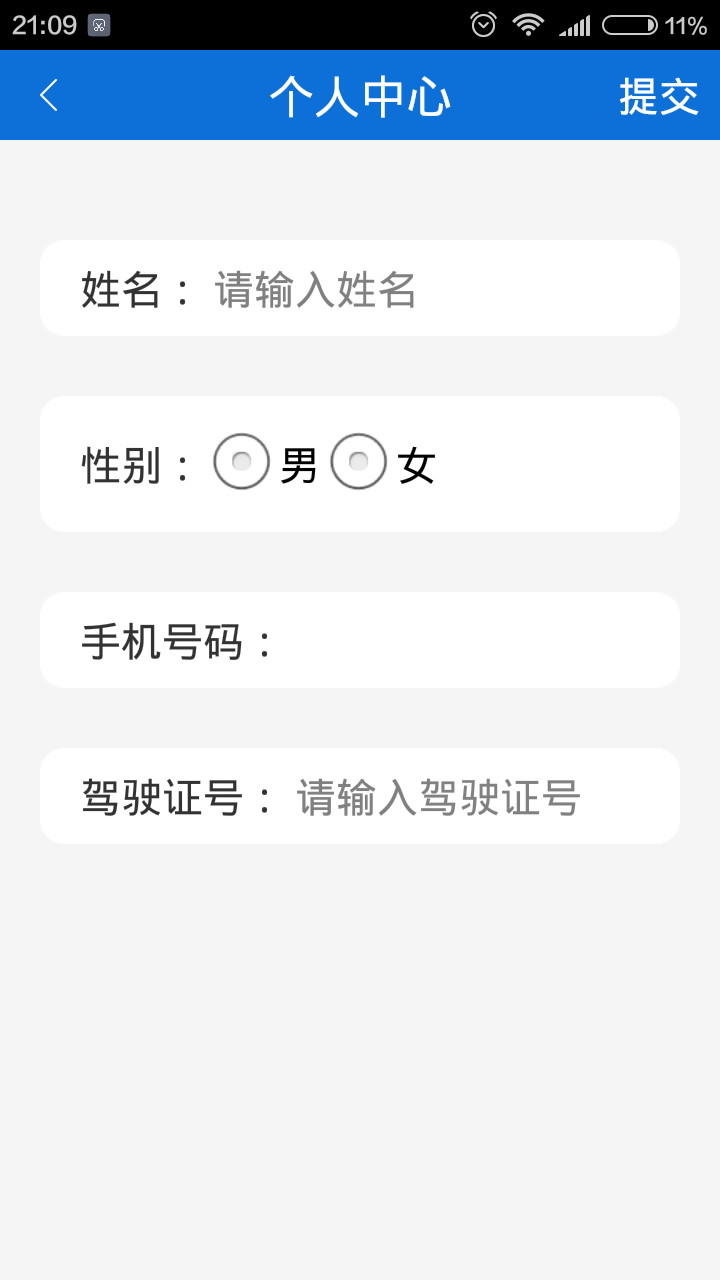 21:09 11%
个人中心 提交
姓名： 请输入姓名
性别： 男 女
手机号码：
驾驶证号： 请输入驾驶证号